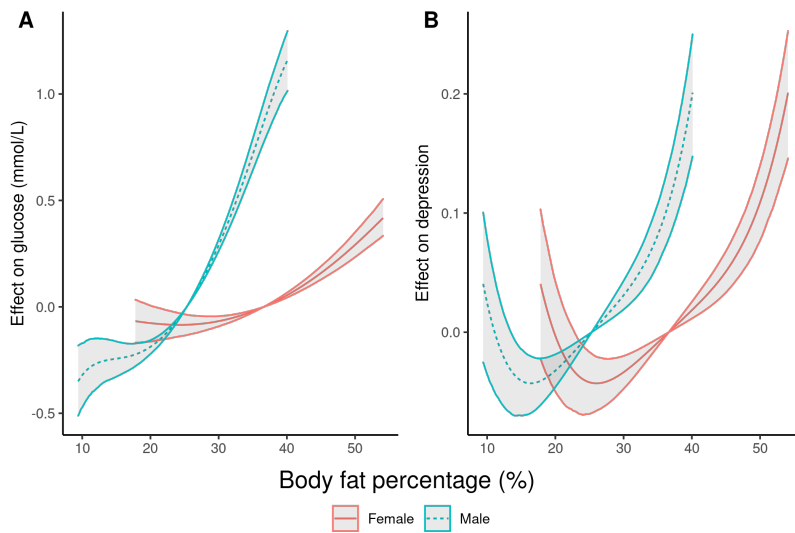 A
B
Effect on glucose (mmol/L)
1.0
0.5
0.0
-0.5
10 20 30 40 50
Effect on depression
0.2
0.1
0.0
10 20 30 40 50
Body fat percentage (%)
Female Male